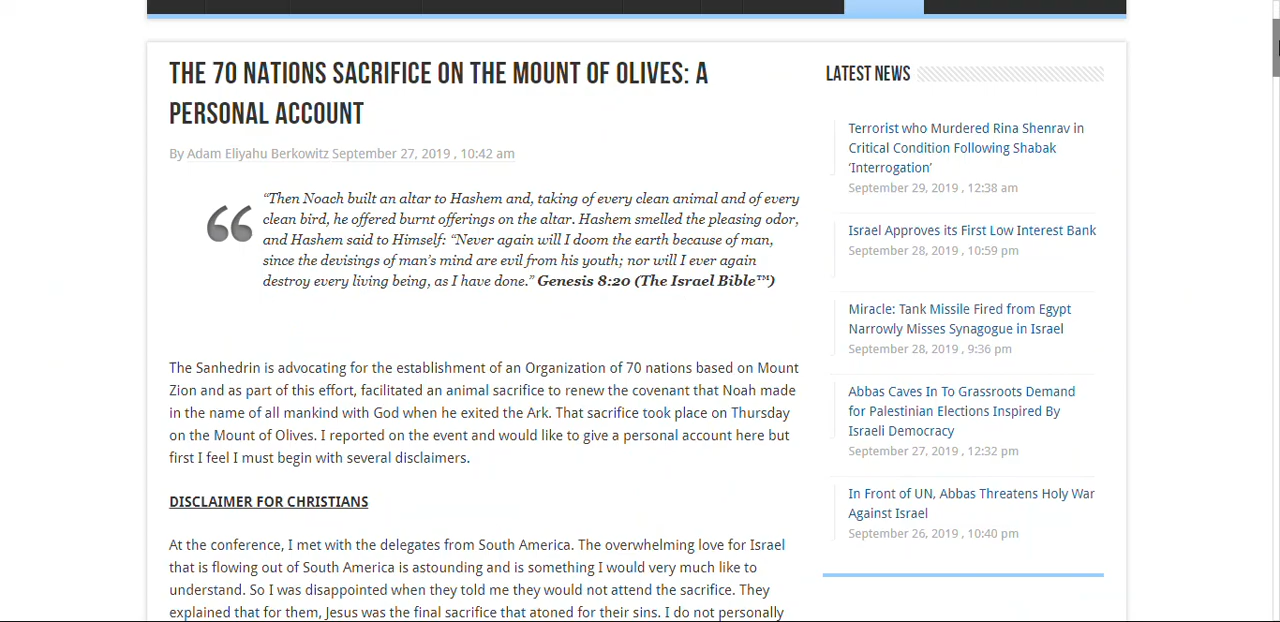 THE 70 NATIONS SACRIFICE ON THE MOUNT OF OLIVES: A
PERSONAL ACCOUNT
By Adam Eliyahu Berkowitz September 27, 2019 , 10:42 am
“Then Noach built an altar to Hashem and, taking of every clean animal and of every
clean bird, he offered burnt offerings on the altar. Hashem smelled the pleasing odor,
and Hashem said to Himself: “Never again will I doom the earth because of man,
since the devisings of man’s mind are evil from his youth; nor will I ever again
destroy every living being, as I have done.” Genesis 8:20 (The Israel Bible™)
The Sanhedrin is advocating for the establishment of an Organization of 70 nations based on Mount
Zion and as part of this effort, facilitated an animal sacrifice to renew the covenant that Noah made
in the name of all mankind with God when he exited the Ark. That sacrifice took place on Thursday
on the Mount of Olives. I reported on the event and would like to give a personal account here but
first I feel I must begin with several disclaimers.
DISCLAIMER FOR CHRISTIANS
At the conference, I met with the delegates from South America. The overwhelming love for Israel
that is flowing out of South America is astounding and is something I would very much like to
understand. So I was disappointed when they told me they would not attend the sacrifice. They
explained that for them, Jesus was the final sacrifice that atoned for their sins. I do not personally
LATEST NEWS
Terrorist who Murdered Rina Shenrav in
Critical Condition Following Shabak
‘Interrogation’
September 29, 2019 , 12:38 am
Israel Approves its First Low Interest Bank
September 28, 2019 , 10:59 pm
Miracle: Tank Missile Fired from Egypt
Narrowly Misses Synagogue in Israel
September 28, 2019 , 9:36 pm
Abbas Caves In To Grassroots Demand
for Palestinian Elections Inspired By
Israeli Democracy
September 27, 2019 , 12:32 pm
In Front of UN, Abbas Threatens Holy War
Against Israel
September 26, 2019 , 10:40 pm